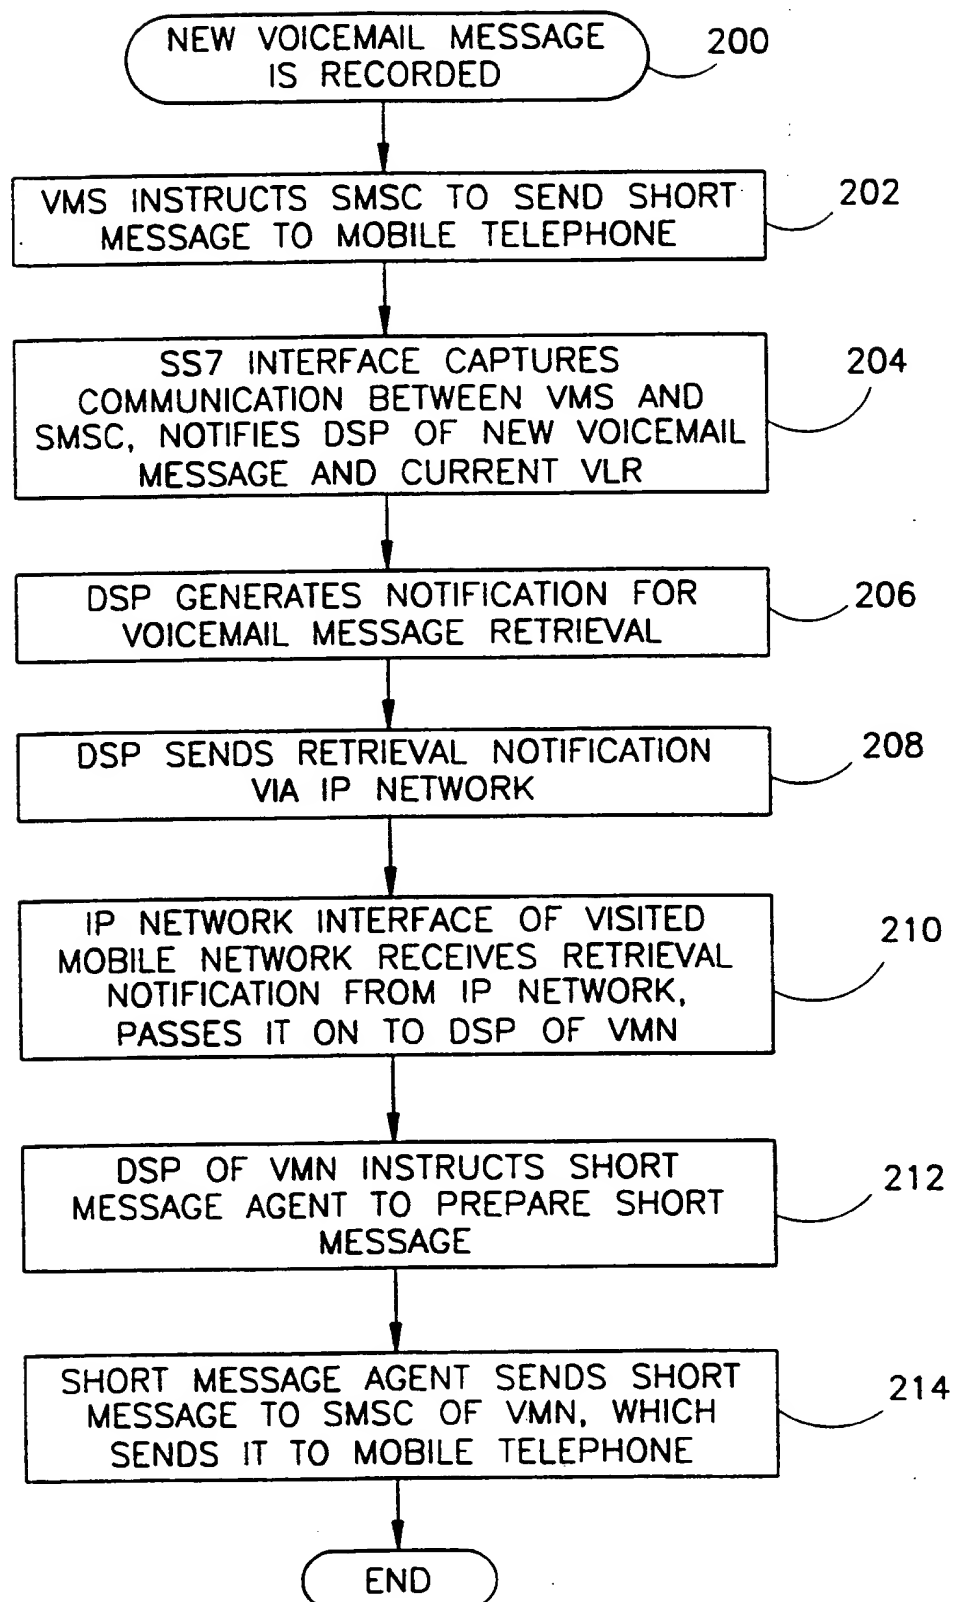 NEW VOICEMAIL MESSAGE
IS RECORDED
200
VMS INSTRUCTS SMSC TO SEND SHORT
MESSAGE TO MOBILE TELEPHONE
202
SS7 INTERFACE CAPTURES
COMMUNICATION BETWEEN VMS AND
SMSC, NOTIFIES DSP OF NEW VOICEMAIL
MESSAGE AND CURRENT VLR
204
DSP GENERATES NOTIFICATION FOR
VOICEMAIL MESSAGE RETRIEVAL
206
DSP SENDS RETRIEVAL NOTIFICATION
VIA IP NETWORK
208
IP NETWORK INTERFACE OF VISITED
MOBILE NETWORK RECEIVES RETRIEVAL
NOTIFICATION FROM IP NETWORK,
PASSES IT ON TO DSP OF VMN
210
DSP OF VMN INSTRUCTS SHORT
MESSAGE AGENT TO PREPARE SHORT
MESSAGE
212
SHORT MESSAGE AGENT SENDS SHORT
MESSAGE TO SMSC OF VMN, WHICH
SENDS IT TO MOBILE TELEPHONE
214
END